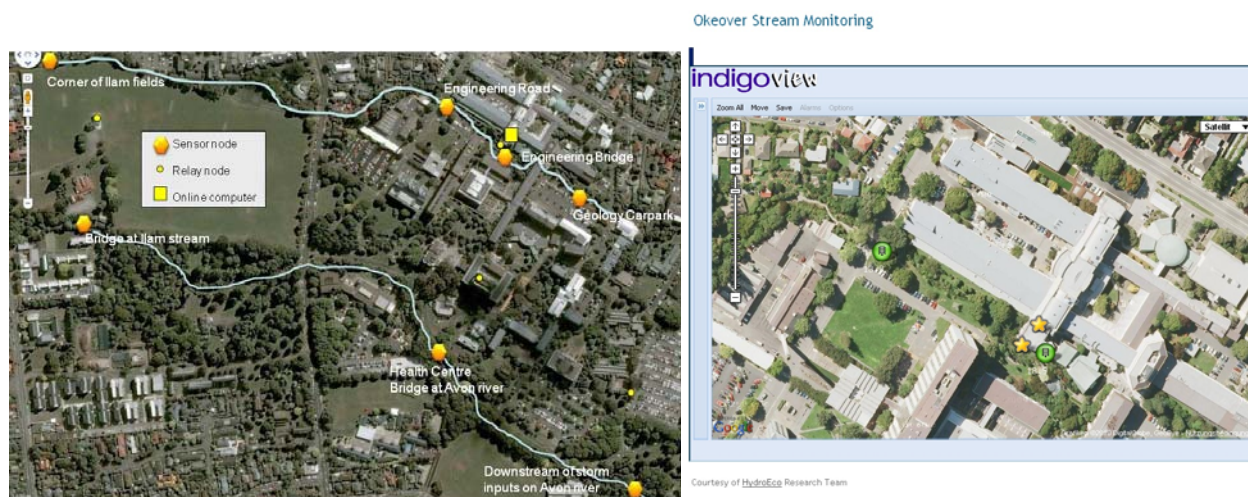 Okeover Stream Monitoring
Corner of Ilam fields
Engineering Road
Sensor node
Relay node
Online computer
Engineering Bridge
Geology Carpark
Bridge at Ilam stream
Health Centre
Bridge at Avon river
Downstream of storm
inputs on Avon river
indigoview
Zoom All Move Save Alarms Options
Satellit
Google
Courtesy of HydroEco Research Team